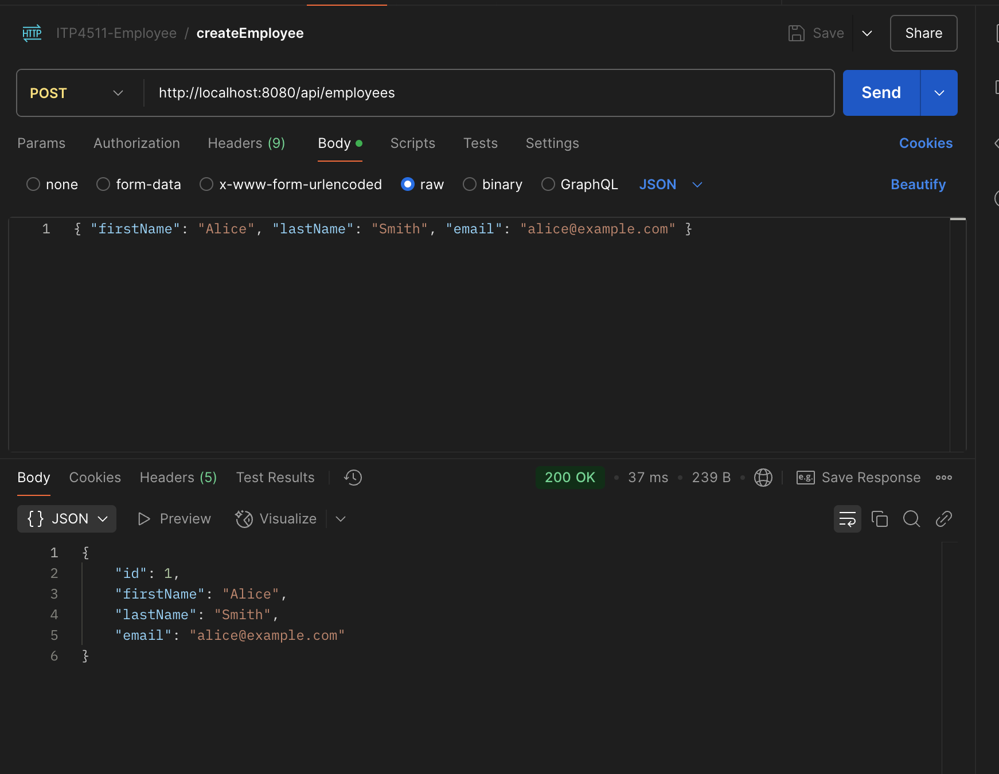 HTTP ITP4511-Employee / createEmployee Save Share
POST http://localhost:8080/api/employees Send
Params Authorization Headers (9) Body Scripts Tests Settings Cookies
none form-data x-www-form-urlencoded raw binary GraphQL JSON Beautify
1 { "firstName": "Alice", "lastName": "Smith", "email": "alice@example.com" }
Body Cookies Headers (5) Test Results 200 OK • 37 ms • 239 B • e.g. Save Response
{} JSON Preview Visualize
1 {
2 "id": 1,
3 "firstName": "Alice",
4 "lastName": "Smith",
5 "email": "alice@example.com"
6 }